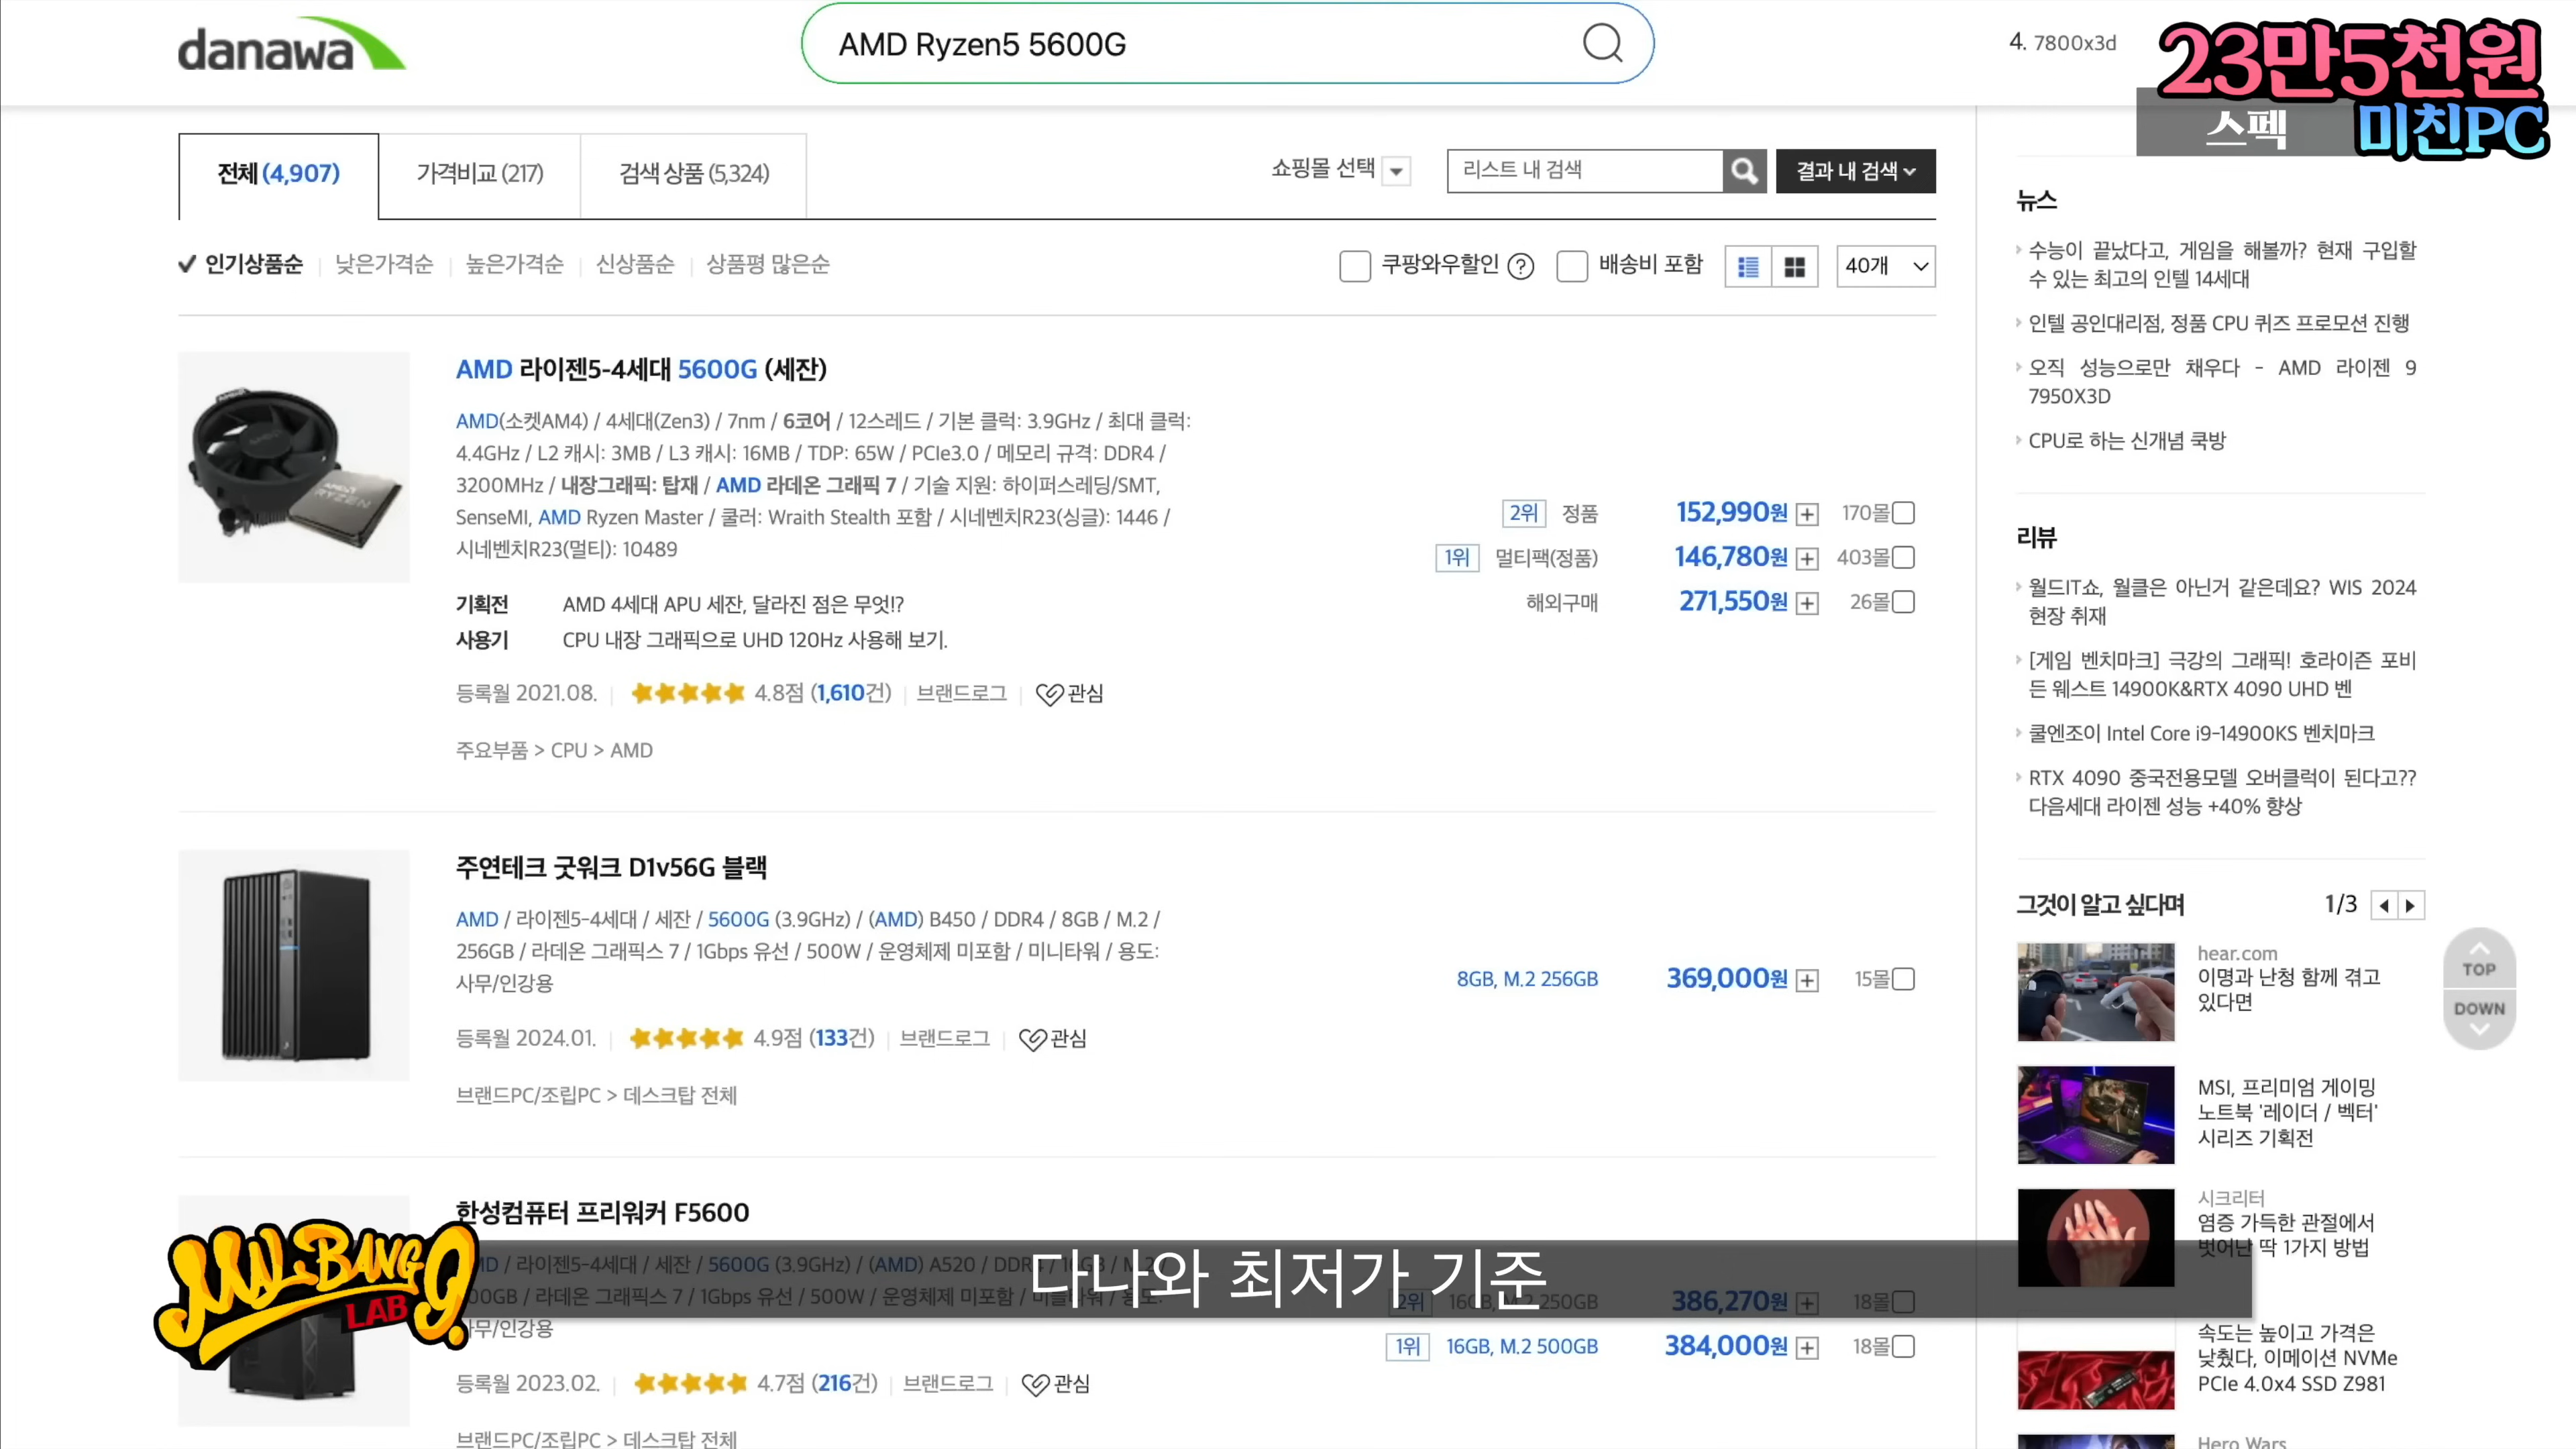 danawa
AMD Ryzen5 5600G
4. 7800x3d
23만5천원
스펙
미친PC
전체 (4,907)
가격비교 (217)
검색 상품 (5,324)
쇼핑몰 선택
리스트 내 검색
결과 내 검색
인기상품순
낮은가격순
높은가격순
신상품순
상품평 많은순
쿠팡와우할인
배송비 포함
40개
AMD 라이젠5-4세대 5600G (세잔)
AMD(소켓AM4) / 4세대(Zen3) / 7nm / 6코어 / 12스레드 / 기본 클럭: 3.9GHz / 최대 클럭:
4.4GHz / L2 캐시: 3MB / L3 캐시: 16MB / TDP: 65W / PCIe3.0 / 메모리 규격: DDR4 /
3200MHz / 내장그래픽: 탑재 / AMD 라데온 그래픽 7 / 기술 지원: 하이퍼스레딩/SMT,
SenseMI, AMD Ryzen Master / 쿨러: Wraith Stealth 포함 / 시네벤치R23(싱글): 1446 /
시네벤치R23(멀티): 10489
2위 정품 152,990원 170몰
1위 멀티팩(정품) 146,780원 403몰
해외구매 271,550원 26몰
기획전 AMD 4세대 APU 세잔, 달라진 점은 무엇!?
사용기 CPU 내장 그래픽으로 UHD 120Hz 사용해 보기.
등록월 2021.08. 4.8점 (1,610건) 브랜드로그 관심
주요부품 > CPU > AMD
주연테크 굿워크 D1v56G 블랙
AMD / 라이젠5-4세대 / 세잔 / 5600G (3.9GHz) / (AMD) B450 / DDR4 / 8GB / M.2 /
256GB / 라데온 그래픽스 7 / 1Gbps 유선 / 500W / 운영체제 미포함 / 미니타워 / 용도:
사무/인강용
8GB, M.2 256GB 369,000원 15몰
등록월 2024.01. 4.9점 (133건) 브랜드로그 관심
브랜드PC/조립PC > 데스크탑 전체
한성컴퓨터 프리워커 F5600
/ 라이젠5-4세대 / 세잔 / 5600G (3.9GHz) / (AMD) A520 /
/ 라데온 그래픽스 7 / 1Gbps 유선 / 500W / 운영체제 미포함 /
다나와 최저가 기준
2위 16GB, M.2 250GB 386,270원 18몰
1위 16GB, M.2 500GB 384,000원 18몰
등록월 2023.02. 4.7점 (216건) 브랜드로그 관심
브랜드PC/조립PC > 데스크탑 전체
MAL BANG 9
LAB
뉴스
수능이 끝났다고, 게임을 해볼까? 현재 구입할
수 있는 최고의 인텔 14세대
인텔 공인대리점, 정품 CPU 퀴즈 프로모션 진행
오직 성능으로만 채우다 - AMD 라이젠 9
7950X3D
CPU로 하는 신개념 쿡방
리뷰
월드IT쇼, 월클은 아닌거 같은데요? WIS 2024
현장 취재
[게임 벤치마크] 극강의 그래픽! 호라이즌 포비
든 웨스트 14900K&RTX 4090 UHD 벤
쿨엔조이 Intel Core i9-14900KS 벤치마크
RTX 4090 중국전용모델 오버클럭이 된다고??
다음세대 라이젠 성능 +40% 향상
그것이 알고 싶다며 1/3
hear.com
이명과 난청 함께 겪고
있다면
MSI, 프리미엄 게이밍
노트북 '레이더 / 벡터'
시리즈 기획전
시크리터
염증 가득한 관절에서
벗어난 딱 1가지 방법
속도는 높이고 가격은
낮췄다, 이메이션 NVMe
PCIe 4.0x4 SSD Z981
Hero Wars
TOP
DOWN